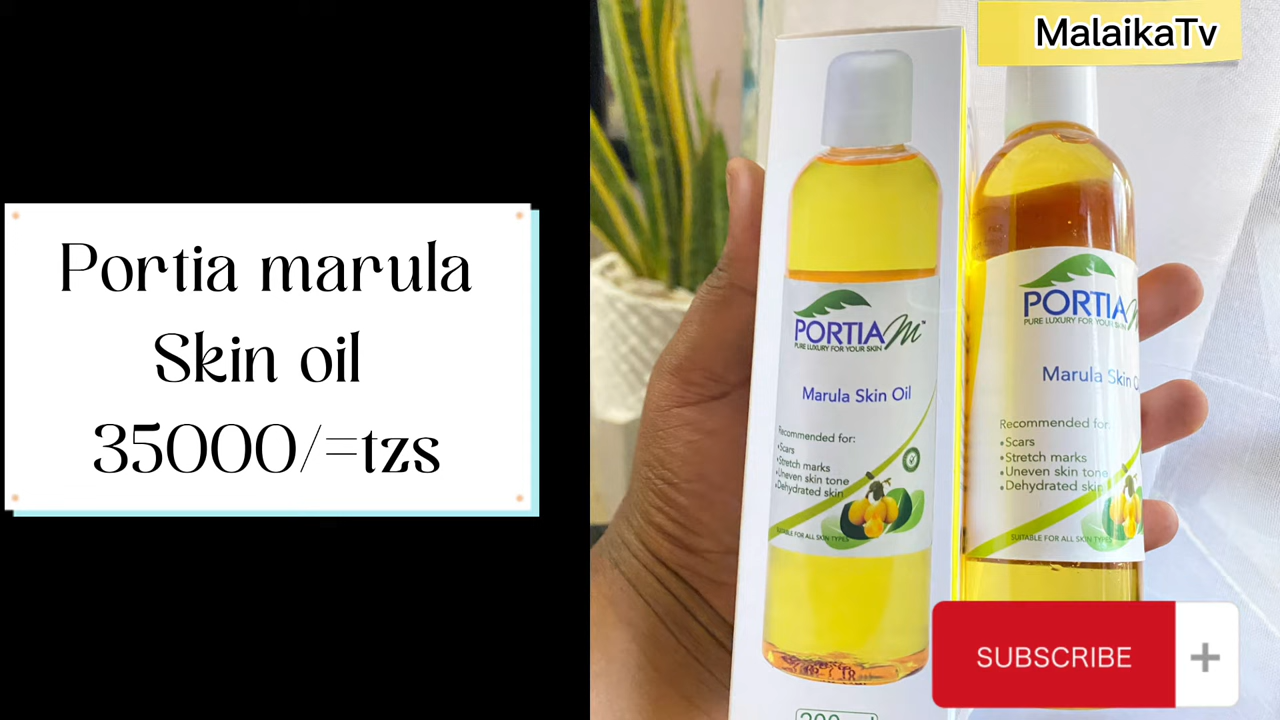 Portia marula
Skin oil
35000/=tzs
MalaikaTv
PORTIA M™
PURE LUXURY FOR YOUR SKIN
Marula Skin Oil
Recommended for:
•Scars
•Stretch marks
•Uneven skin tone
•Dehydrated skin
SUITABLE FOR ALL SKIN TYPES
PORTIA
PURE LUXURY FOR YOUR SKIN
Marula Skin
Recommended for:
•Scars
•Stretch marks
•Uneven skin tone
•Dehydrated skin
SUITABLE FOR ALL SKIN TYPES
SUBSCRIBE
+